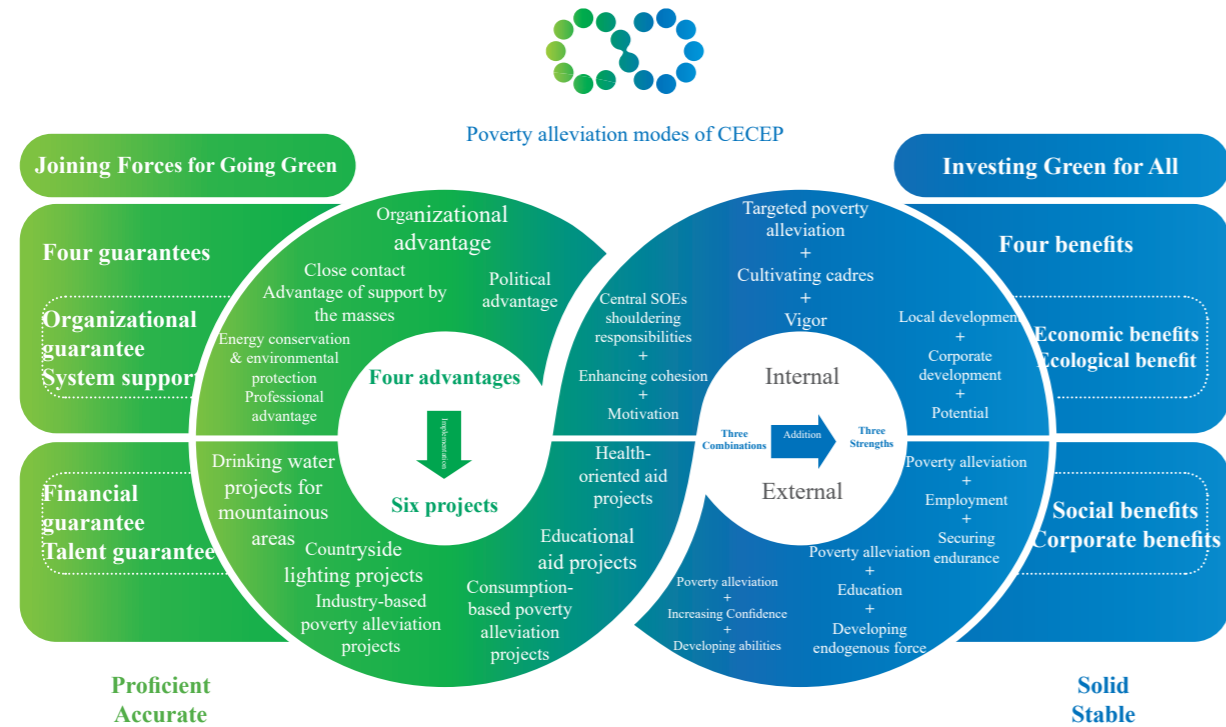 Poverty alleviation modes of CECEP
Joining Forces for Going Green
Investing Green for All
Four guarantees
Organizational
guarantee
System support
Financial
guarantee
Talent guarantee
Organizational
advantage
Close contact
Advantage of support by
the masses
Political
advantage
Energy conservation
& environmental
protection
Professional
advantage
Four advantages
Implementation
Six projects
Drinking water
projects for
mountainous
areas
Countryside
lighting projects
Industry-based
poverty alleviation
projects
Consumption-
based poverty
alleviation
projects
Educational
aid projects
Health-
oriented aid
projects
Central SOEs
shouldering
responsibilities
+
Enhancing cohesion
+
Motivation
Targeted poverty
alleviation
+
Cultivating cadres
+
Vigor
Local development
+
Corporate
development
+
Potential
Internal
Three
Combinations
Addition
Three
Strengths
External
Poverty alleviation
+
Increasing Confidence
+
Developing abilities
Poverty alleviation
+
Education
+
Developing
endogenous force
Poverty alleviation
+
Employment
+
Securing
endurance
Four benefits
Economic benefits
Ecological benefit
Social benefits
Corporate benefits
Proficient
Accurate
Solid
Stable